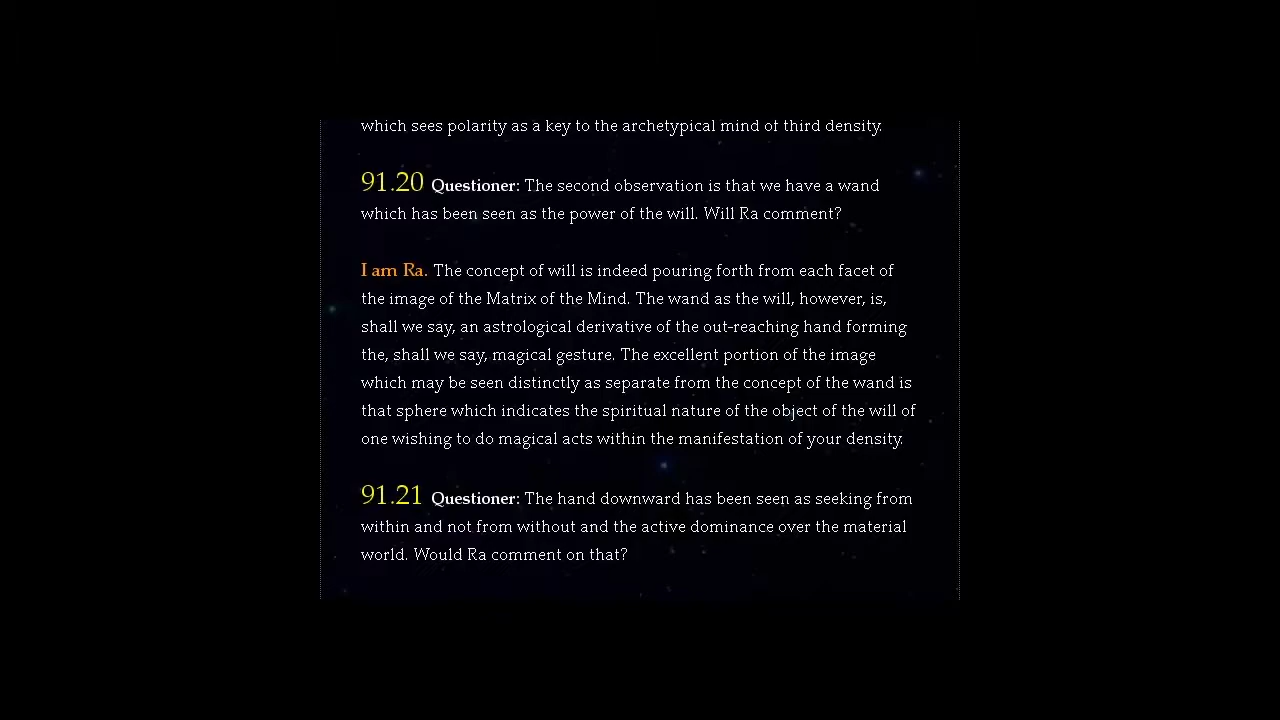 which sees polarity as a key to the archetypical mind of third density.
91.20 Questioner: The second observation is that we have a wand
which has been seen as the power of the will. Will Ra comment?
I am Ra. The concept of will is indeed pouring forth from each facet of
the image of the Matrix of the Mind. The wand as the will, however, is,
shall we say, an astrological derivative of the out-reaching hand forming
the, shall we say, magical gesture. The excellent portion of the image
which may be seen distinctly as separate from the concept of the wand is
that sphere which indicates the spiritual nature of the object of the will of
one wishing to do magical acts within the manifestation of your density.
91.21 Questioner: The hand downward has been seen as seeking from
within and not from without and the active dominance over the material
world. Would Ra comment on that?